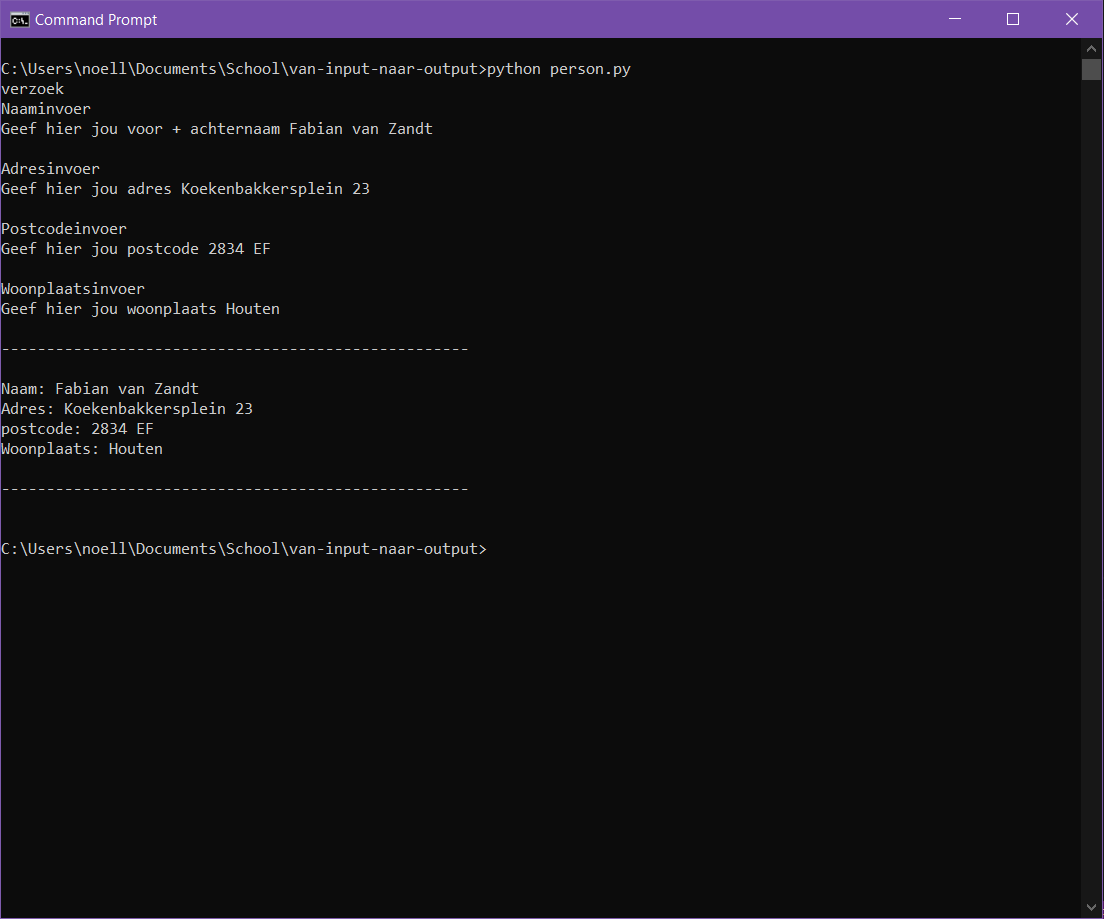 Command Prompt
C:\Users\noell\Documents\School\van-input-naar-output>python person.py
verzoek
Naaminvoer
Geef hier jou voor + achternaam Fabian van Zandt
Adresinvoer
Geef hier jou adres Koekenbakkersplein 23
Postcodeinvoer
Geef hier jou postcode 2834 EF
Woonplaatsinvoer
Geef hier jou woonplaats Houten
----------------------------------------------------
Naam: Fabian van Zandt
Adres: Koekenbakkersplein 23
postcode: 2834 EF
Woonplaats: Houten
----------------------------------------------------
C:\Users\noell\Documents\School\van-input-naar-output>